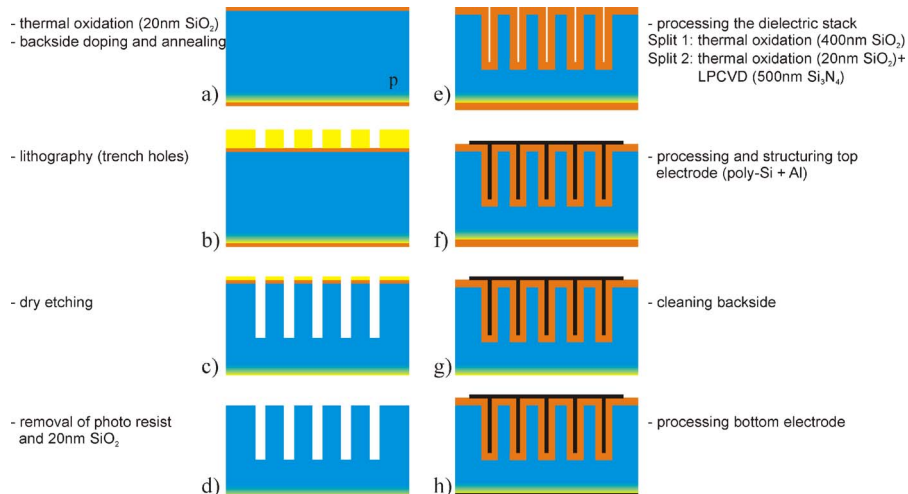 - thermal oxidation (20nm SiO₂)
- backside doping and annealing
p
a)
- lithography (trench holes)
b)
- dry etching
c)
- removal of photo resist
and 20nm SiO₂
d)
- processing the dielectric stack
Split 1: thermal oxidation (400nm SiO₂)
Split 2: thermal oxidation (20nm SiO₂)+
LPCVD (500nm Si₃N₄)
e)
- processing and structuring top
electrode (poly-Si + Al)
f)
- cleaning backside
g)
- processing bottom electrode
h)